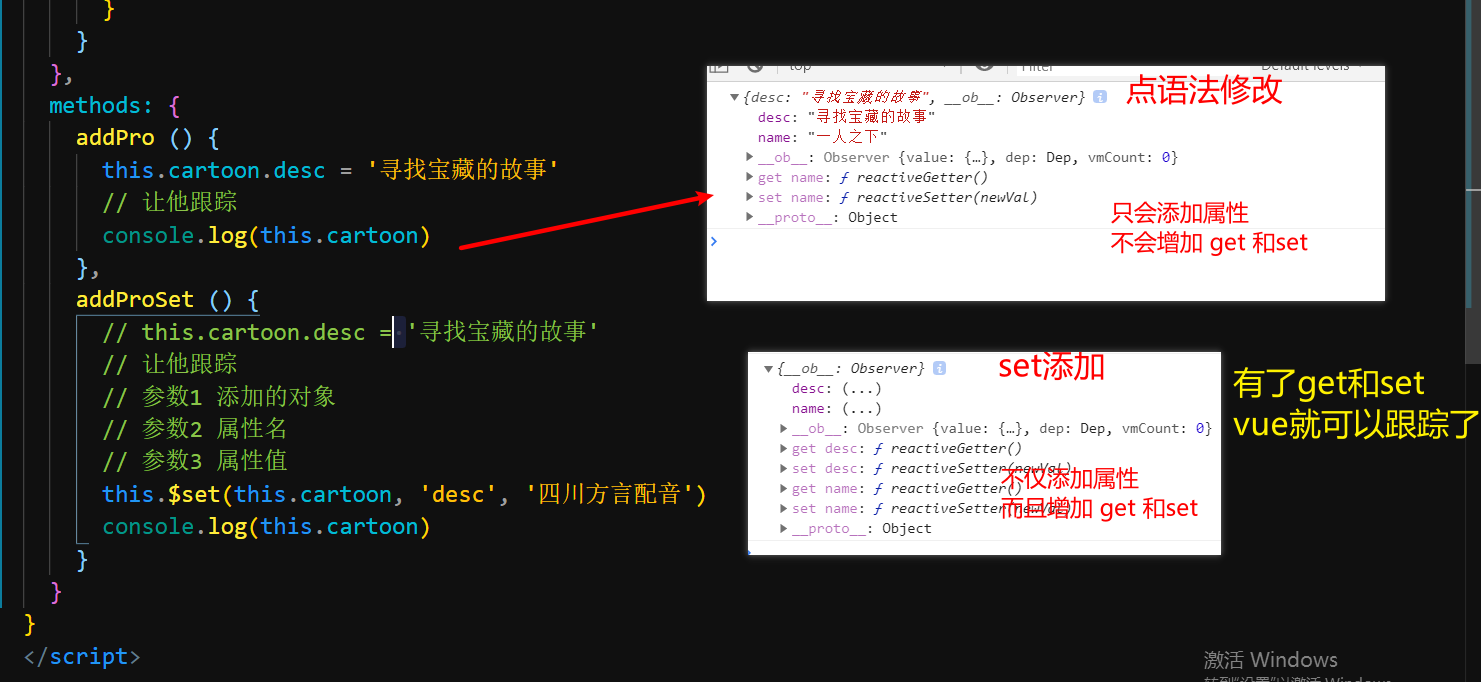 }
}
},
methods: {
addPro () {
this.cartoon.desc = '寻找宝藏的故事'
// 让他跟踪
console.log(this.cartoon)
},
addProSet () {
// this.cartoon.desc = '寻找宝藏的故事'
// 让他跟踪
// 参数1 添加的对象
// 参数2 属性名
// 参数3 属性值
this.$set(this.cartoon, 'desc', '四川方言配音')
console.log(this.cartoon)
}
}
}
</script>
top
Filter
Default levels
点语法修改
{desc: "寻找宝藏的故事", __ob__: Observer}
desc: "寻找宝藏的故事"
name: "一人之下"
__ob__: Observer {value: {…}, dep: Dep, vmCount: 0}
get name: ƒ reactiveGetter()
set name: ƒ reactiveSetter(newVal)
__proto__: Object
只会添加属性
不会增加 get 和set
set添加
{__ob__: Observer}
desc: (...)
name: (...)
__ob__: Observer {value: {…}, dep: Dep, vmCount: 0}
get desc: ƒ reactiveGetter()
set desc: ƒ reactiveSetter(newVal)
get name: ƒ reactiveGetter()
set name: ƒ reactiveSetter(newVal)
__proto__: Object
不仅添加属性
而且增加 get 和set
有了get和set
vue就可以跟踪了
激活 Windows
转到"设置"以激活 Windows